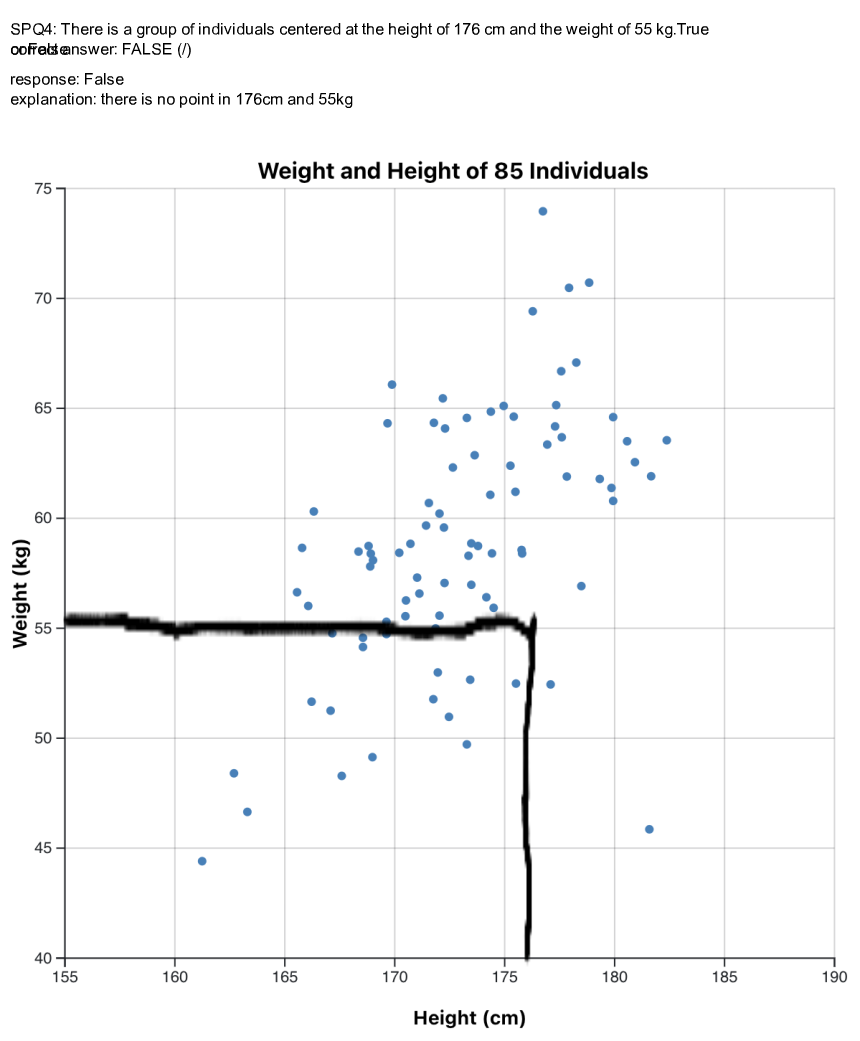 SPQ4: There is a group of individuals centered at the height of 176 cm and the weight of 55 kg.True
answer: FALSE (/)
response: False
explanation: there is no point in 176cm and 55kg
Weight and Height of 85 Individuals
75
70
65
60
55
50
45
40
Weight (kg)
155 160 165 170 175 180 185 190
Height (cm)